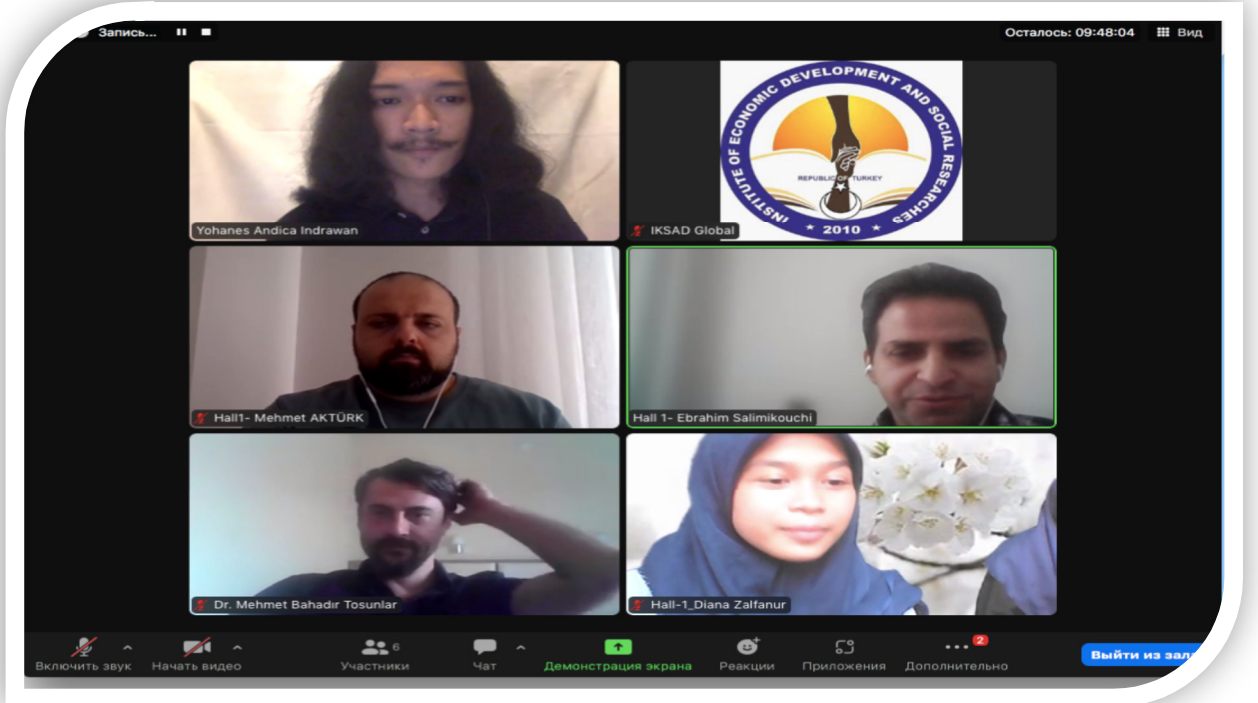 Запись...
Осталось: 09:48:04
Вид
INSTITUTE OF ECONOMIC DEVELOPMENT AND SOCIAL RESEARCHES
REPUBLIC OF TURKEY
* 2010 *
Yohanes Andica Indrawan
IKSAD Global
Hall1- Mehmet AKTÜRK
Hall 1- Ebrahim Salimikouchi
Dr. Mehmet Bahadır Tosunlar
Hall-1_Diana Zalfanur
Включить звук
Начать видео
6
Участники
Чат
Демонстрация экрана
Реакции
Приложения
2
Дополнительно
Выйти из